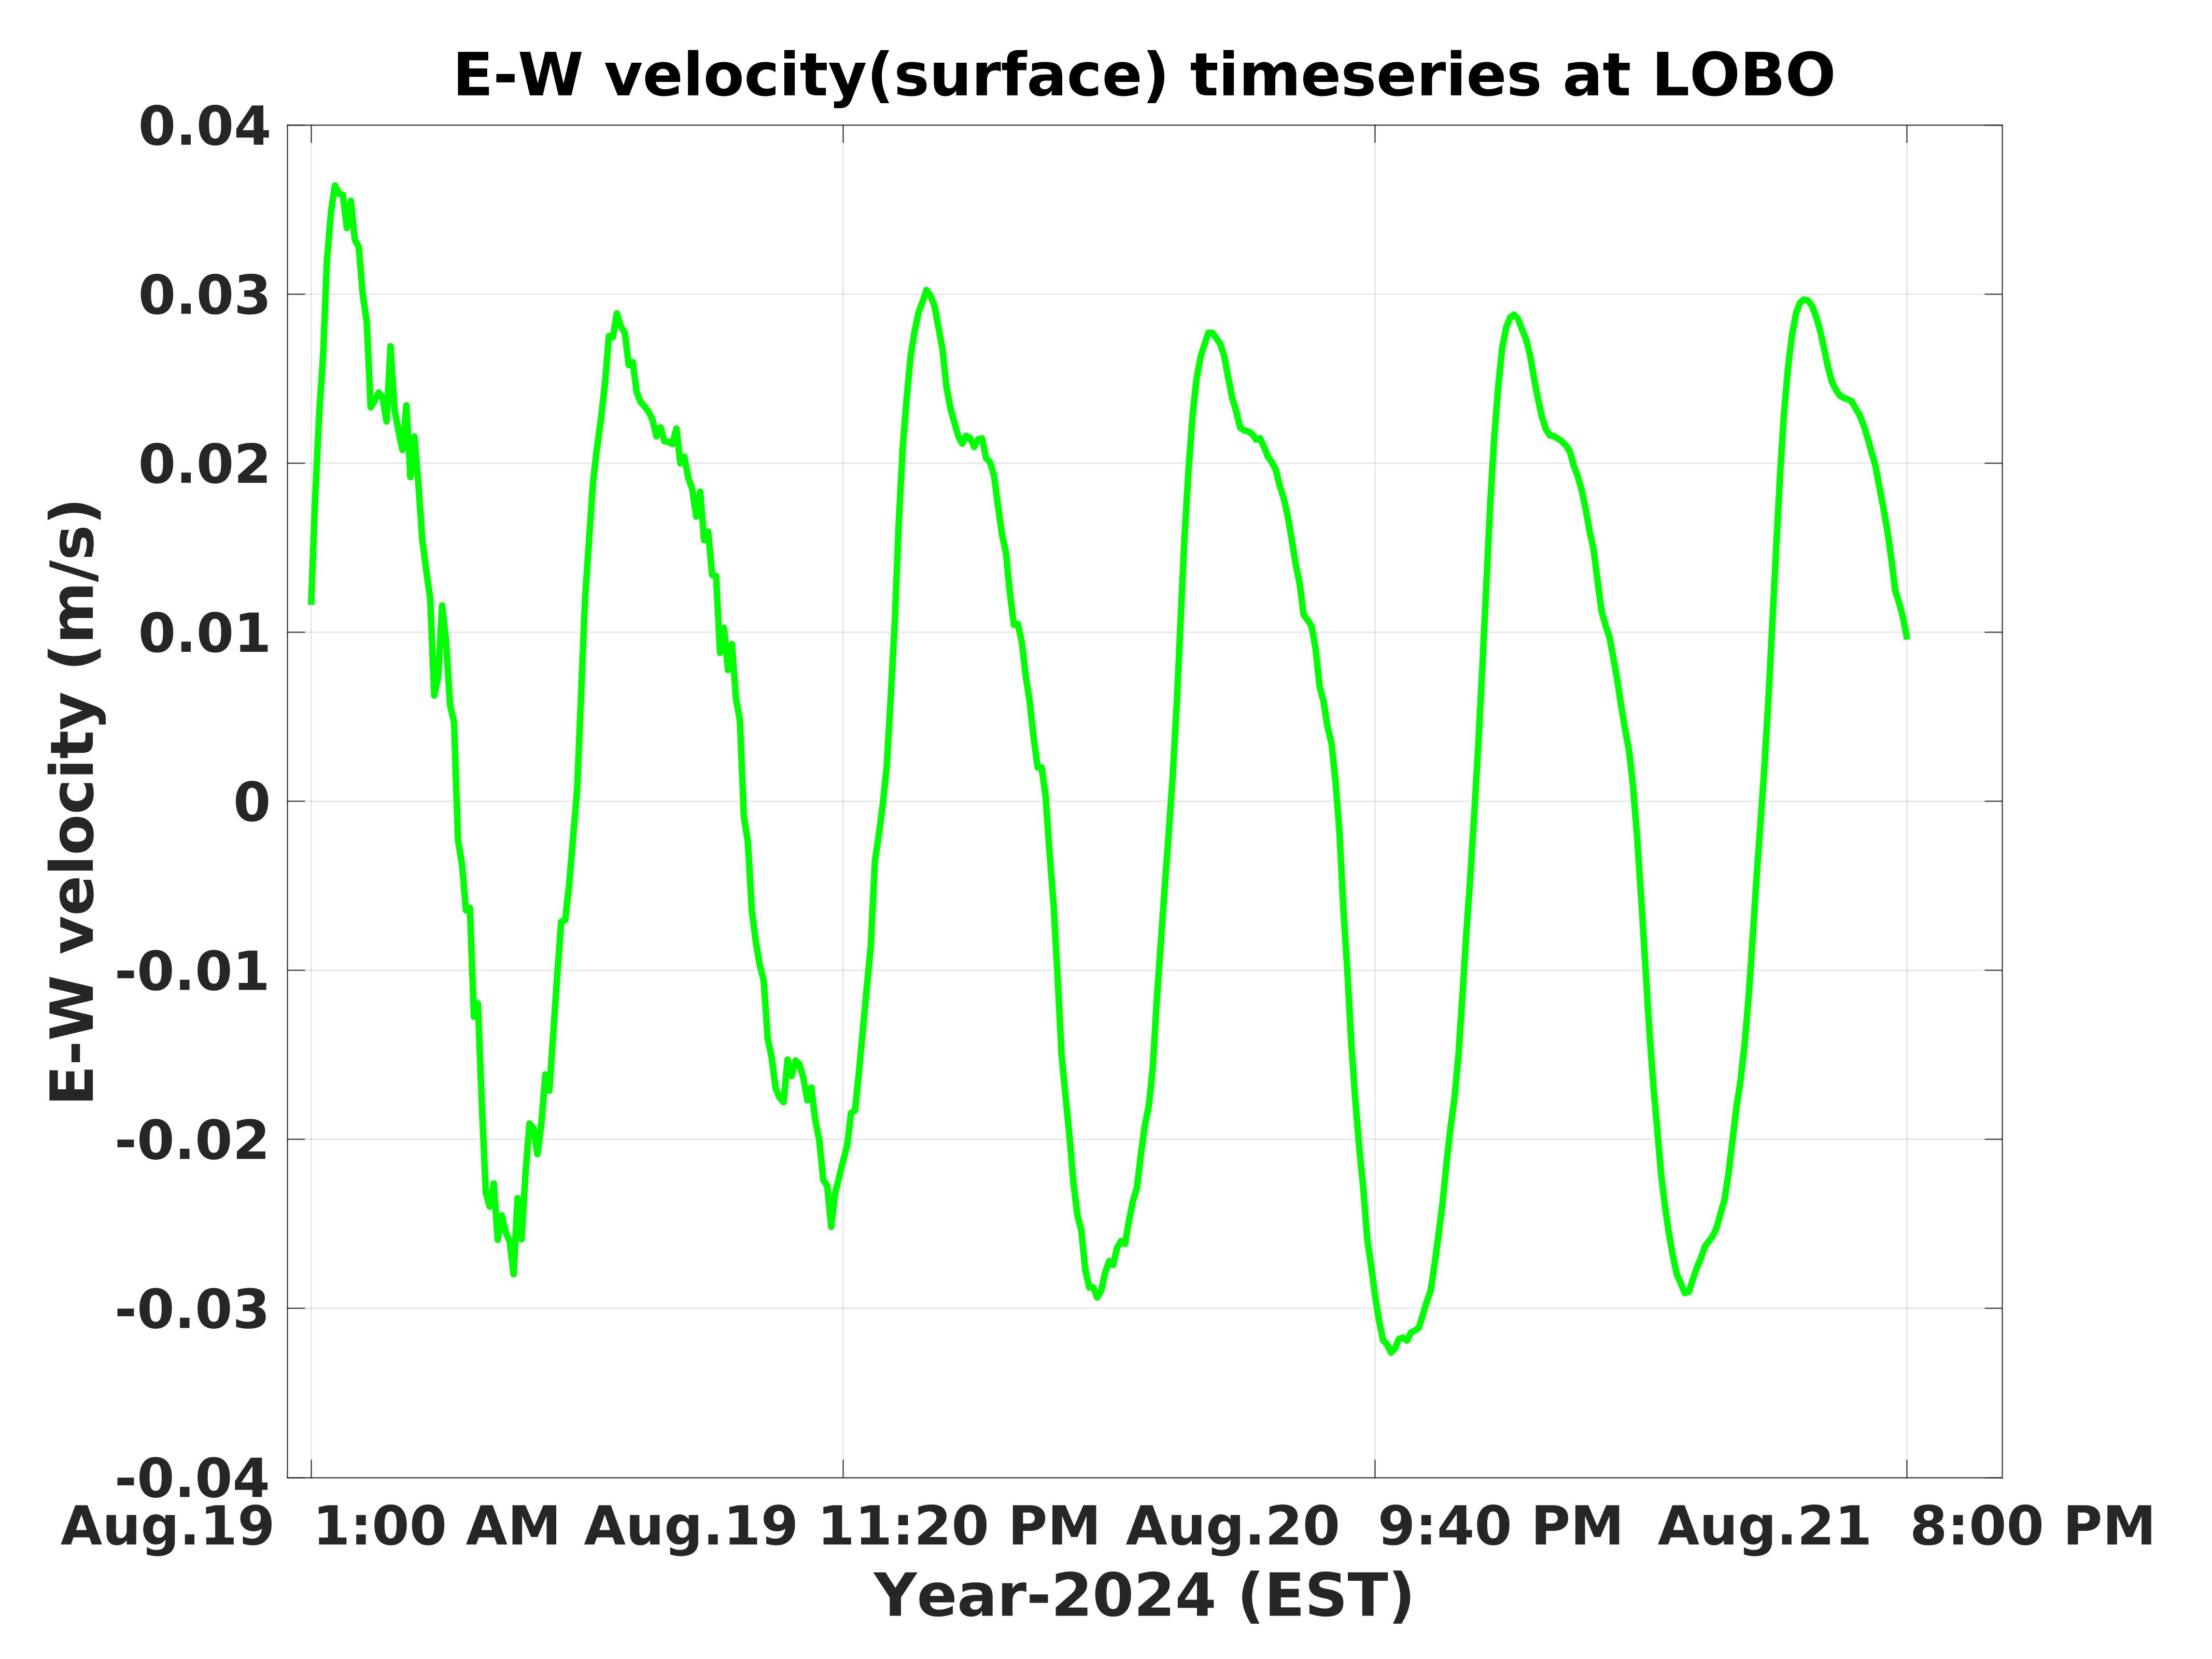 E-W velocity(surface) timeseries at LOBO
0.04
0.03
0.02
0.01
0
-0.01
-0.02
-0.03
-0.04
E-W velocity (m/s)
Aug.19 1:00 AM Aug.19 11:20 PM Aug.20 9:40 PM Aug.21 8:00 PM
Year-2024 (EST)